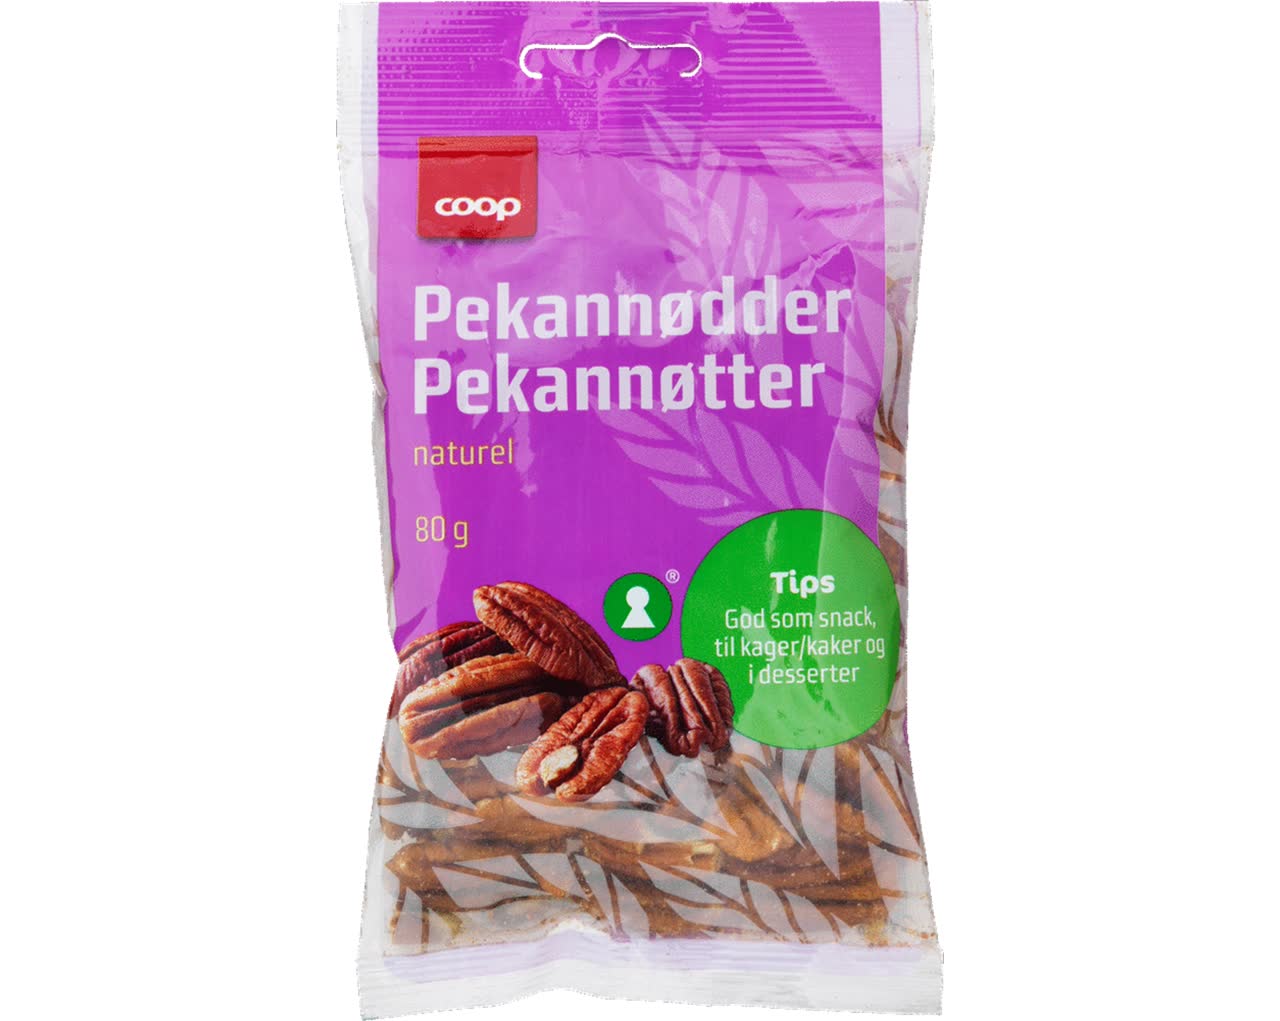 coop
Pekannødder
Pekannøtter
naturel
80 g
®
Tips
God som snack,
til kager/kaker og
i desserter